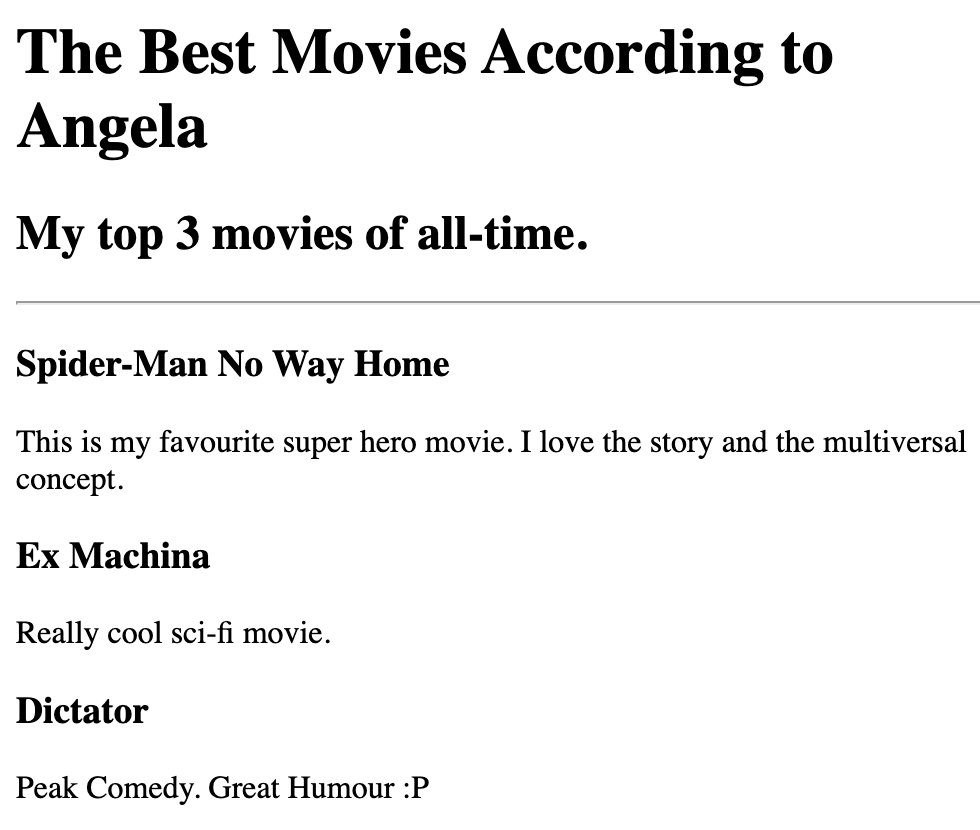 The Best Movies According to
Angela
My top 3 movies of all-time.
Spider-Man No Way Home
This is my favourite super hero movie. I love the story and the multiversal
concept.
Ex Machina
Really cool sci-fi movie.
Dictator
Peak Comedy. Great Humour :P